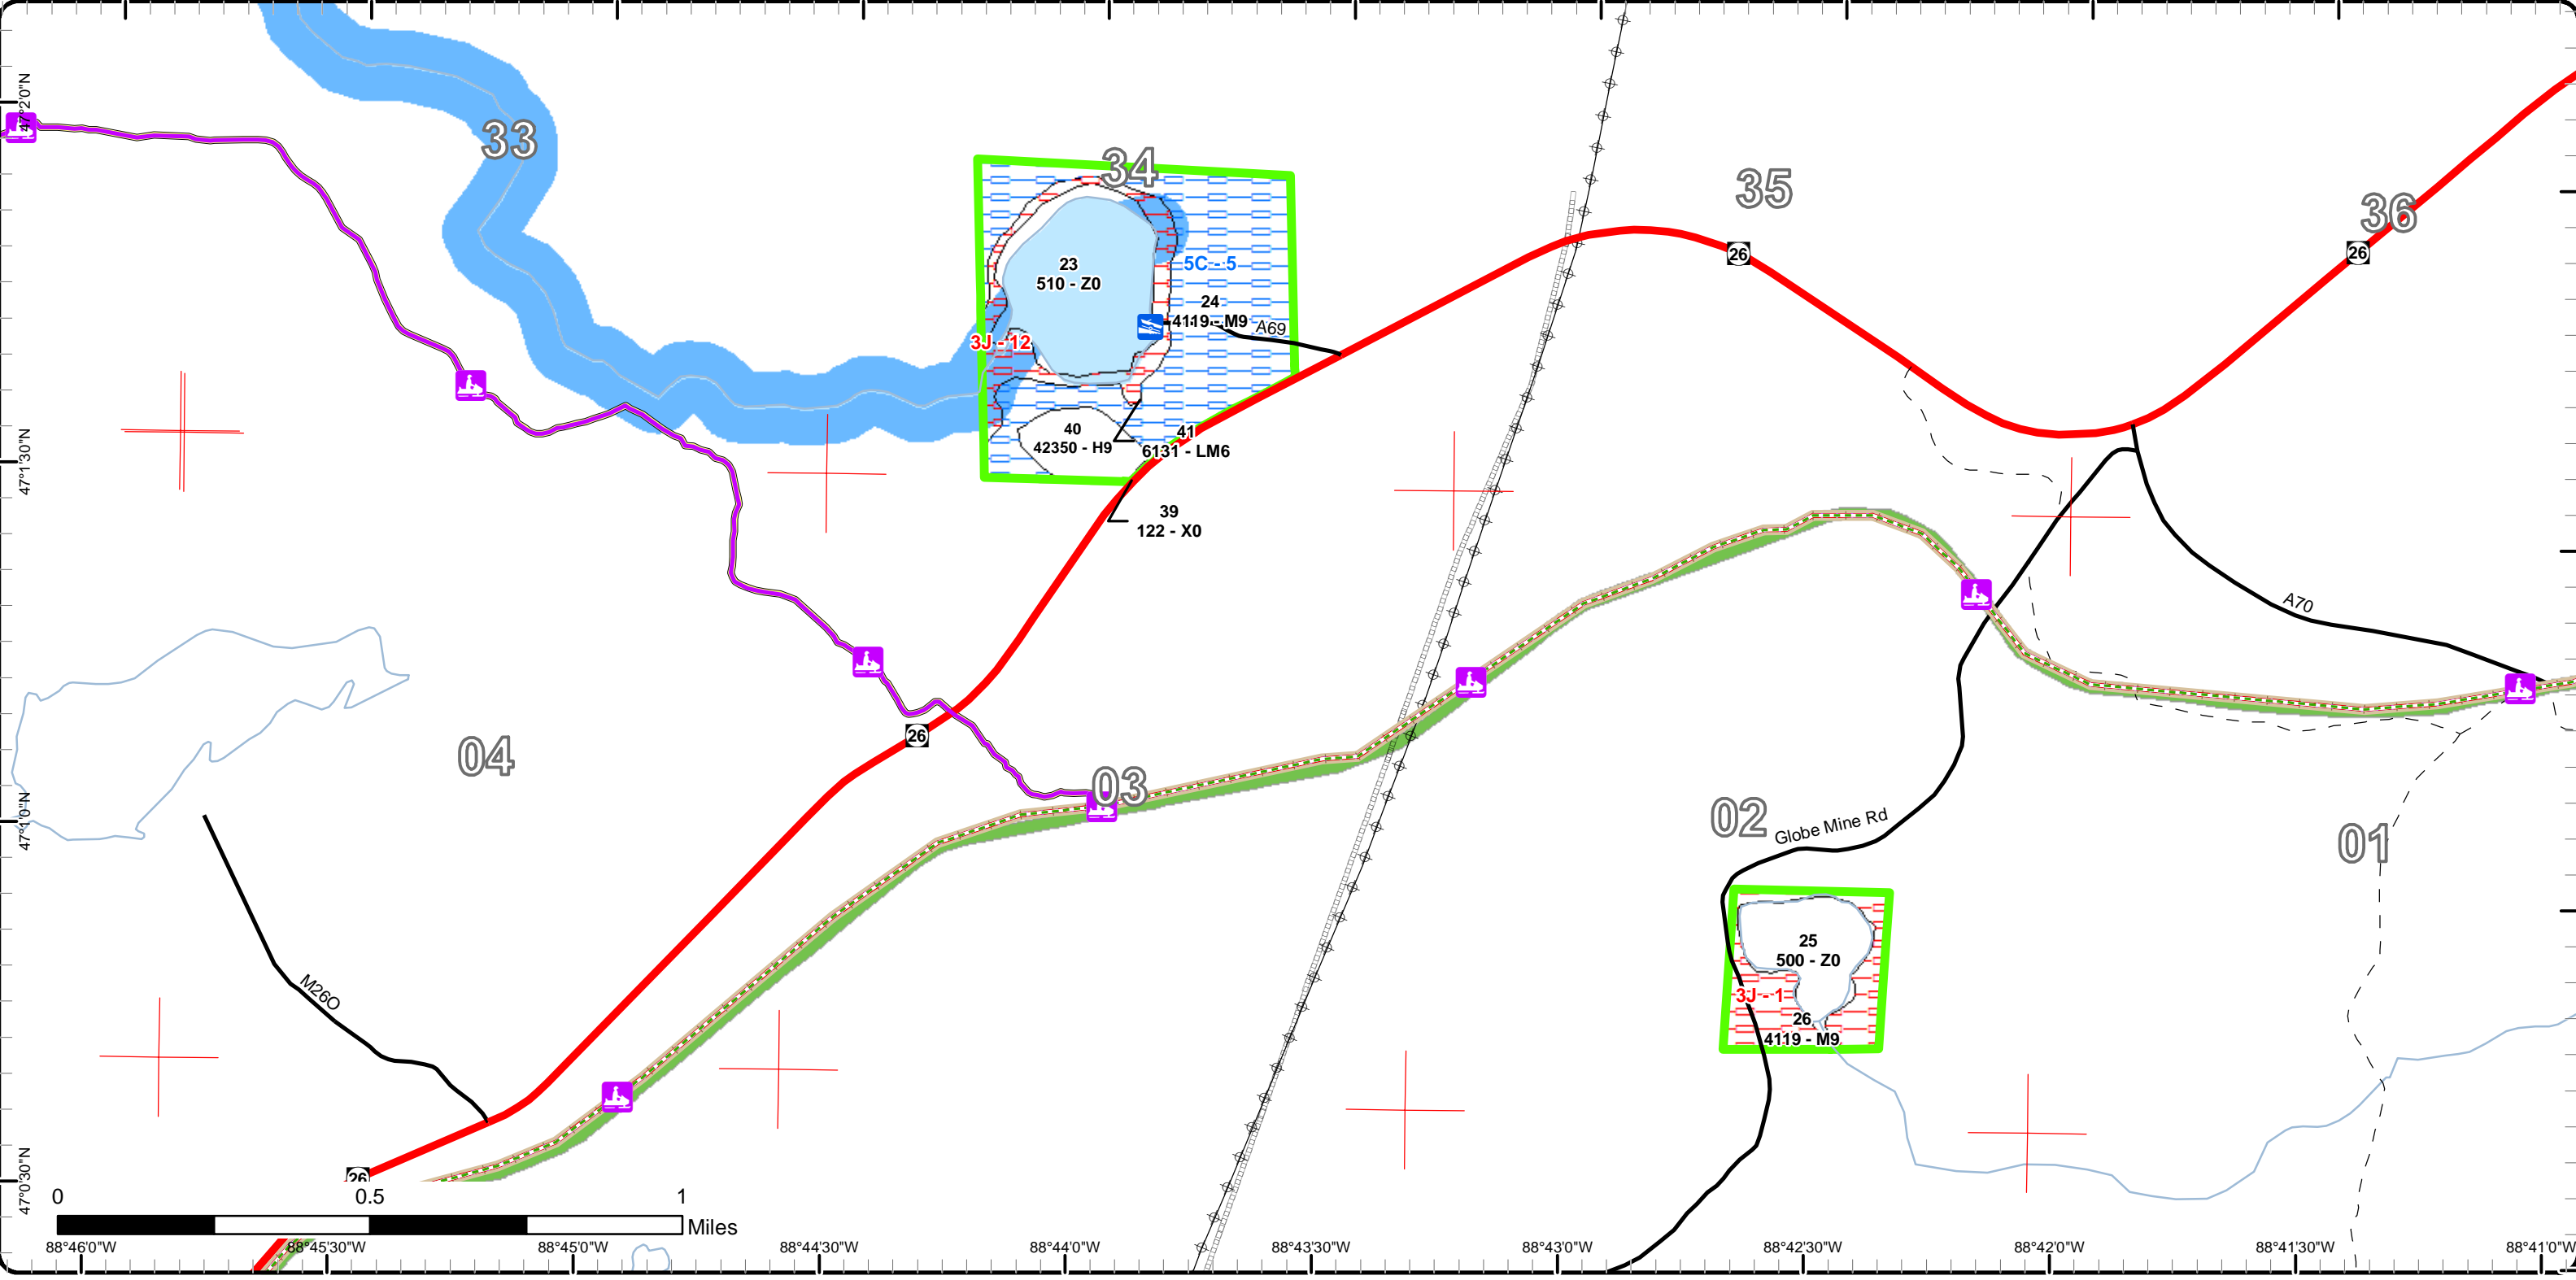 47°2'0"N
33
34
35
36
26
26
23
510 - Z0
5C - 5
24
4119 - M9
A69
3J - 12
40
42350 - H9
41
6131 - LM6
47°1'30"N
39
122 - X0
A70
26
04
03
02
Globe Mine Rd
01
47°1'0"N
25
500 - Z0
3J - 1
26
4119 - M9
M26O
47°0'30"N
26
0 0.5 1
Miles
88°46'0"W 88°45'30"W 88°45'0"W 88°44'30"W 88°44'0"W 88°43'30"W 88°43'0"W 88°42'30"W 88°42'0"W 88°41'30"W 88°41'0"W